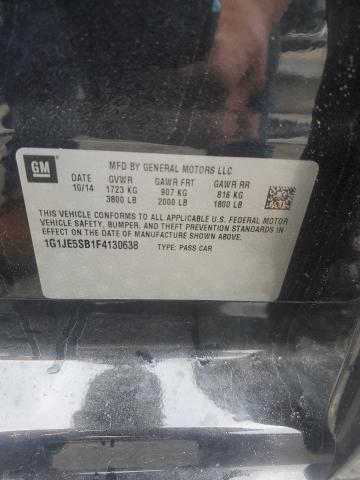 GM
MFD BY GENERAL MOTORS LLC
DATE GVWR GAWR FRT GAWR RR
10/14 1723 KG 907 KG 816 KG
3800 LB 2000 LB 1800 LB
THIS VEHICLE CONFORMS TO ALL APPLICABLE U.S. FEDERAL MOTOR
VEHICLE SAFETY, BUMPER, AND THEFT PREVENTION STANDARDS
IN EFFECT ON THE DATE OF MANUFACTURE SHOWN ABOVE.
1G1JE5SB1F4130638 TYPE: PASS CAR